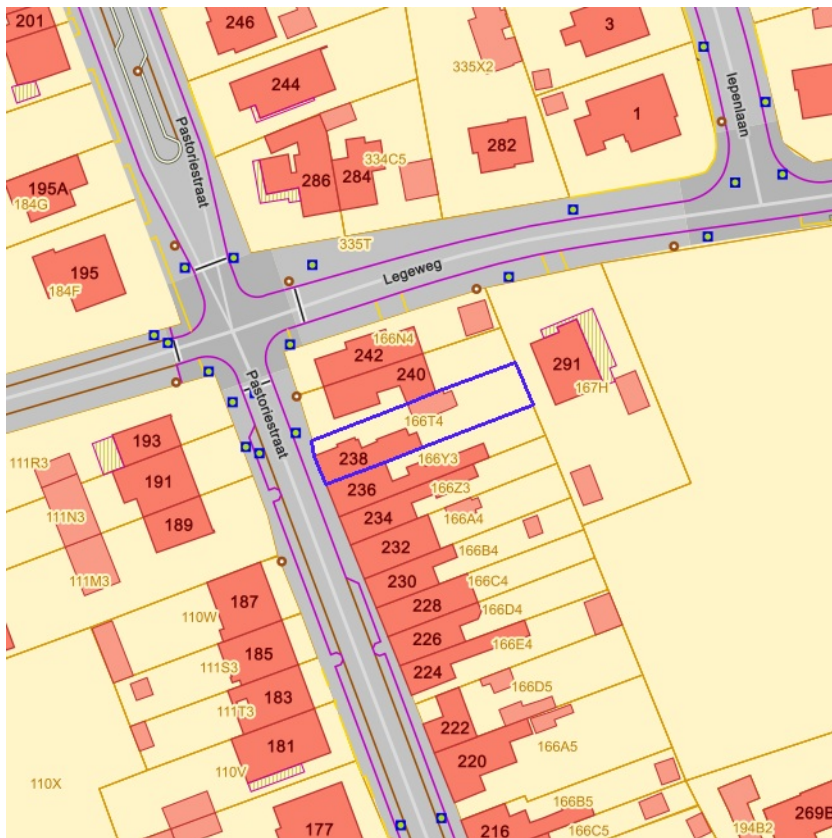 201
246
3
335X2
244
Iepenlaan
Pastoriestraat
1
282
334C5
195A
286
284
184G
335T
195
Legeweg
184F
166N4
242
291
240
167H
Pastoriestraat
166T4
193
238
166Y3
111R3
191
236
166Z3
111N3
234
166A4
189
232
166B4
111M3
230
166C4
187
228
166D4
110W
226
166E4
185
111S3
224
166D5
183
111T3
222
181
166A5
220
110V
110X
166B5
269B
177
216
166C5
194B2